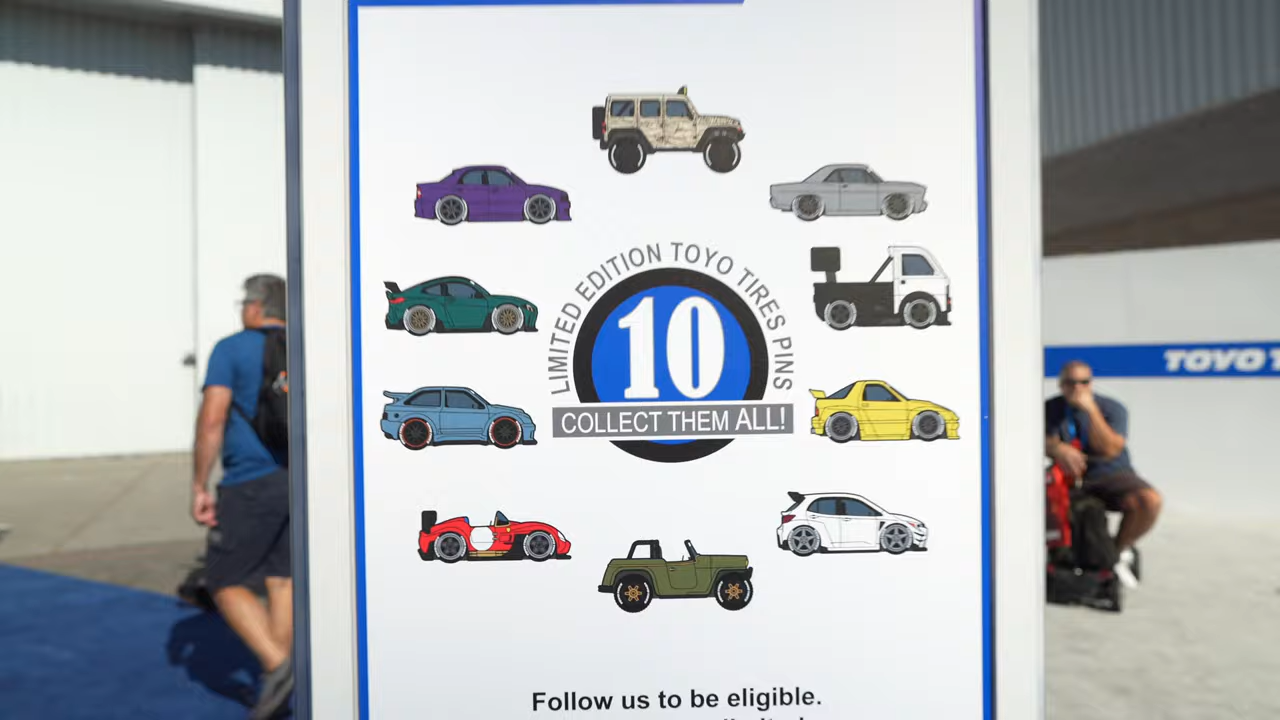 LIMITED EDITION TOYO TIRES PINS
10
COLLECT THEM ALL!
TOYO T
Follow us to be eligible.